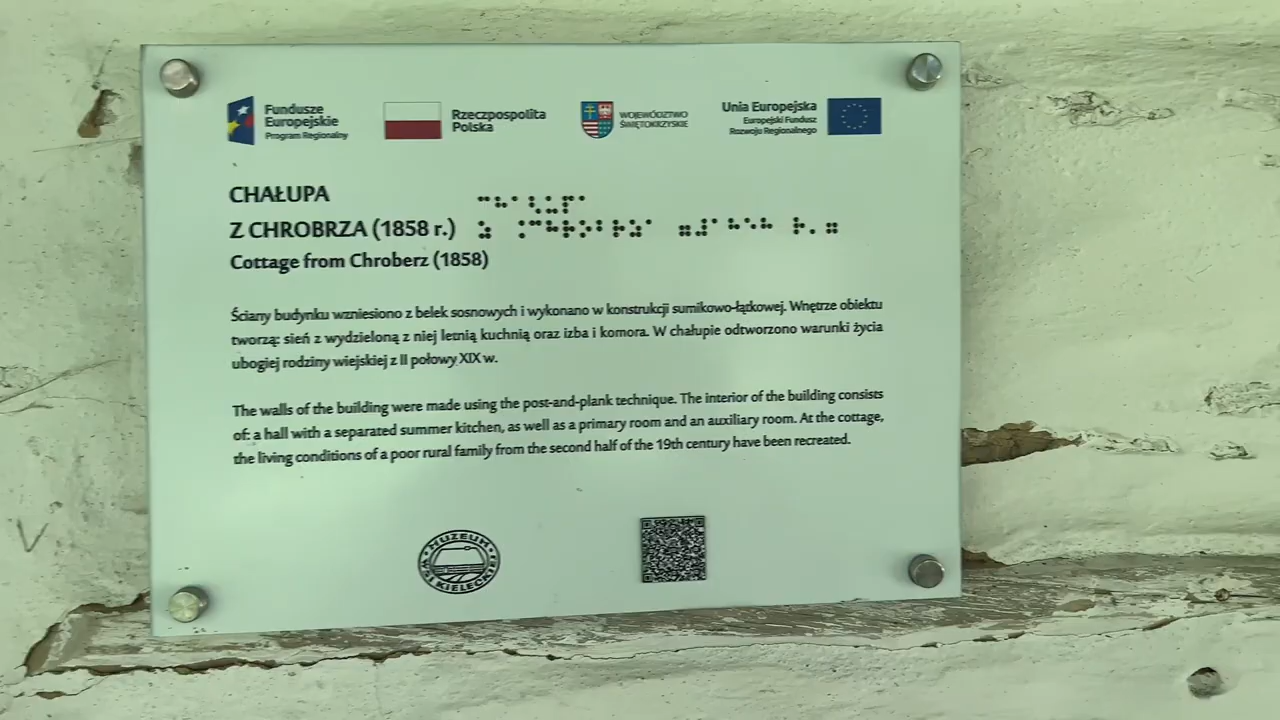 Fundusze
Europejskie
Program Regionalny
Rzeczpospolita
Polska
WOJEWÓDZTWO
ŚWIĘTOKRZYSKIE
Unia Europejska
Europejski Fundusz
Rozwoju Regionalnego
CHAŁUPA
Z CHROBRZA (1858 r.)
Cottage from Chroberz (1858)
Ściany budynku wzniesiono z belek sosnowych i wykonano w konstrukcji sumikowo-łątkowej. Wnętrze obiektu
tworzą: sień z wydzieloną z niej letnią kuchnią oraz izba i komora. W chałupie odtworzono warunki życia
ubogiej rodziny wiejskiej z II połowy XIX w.
The walls of the building were made using the post-and-plank technique. The interior of the building consists
of: a hall with a separated summer kitchen, as well as a primary room and an auxiliary room. At the cottage,
the living conditions of a poor rural family from the second half of the 19th century have been recreated.
MUZEUM
WSI KIELECKIEJ